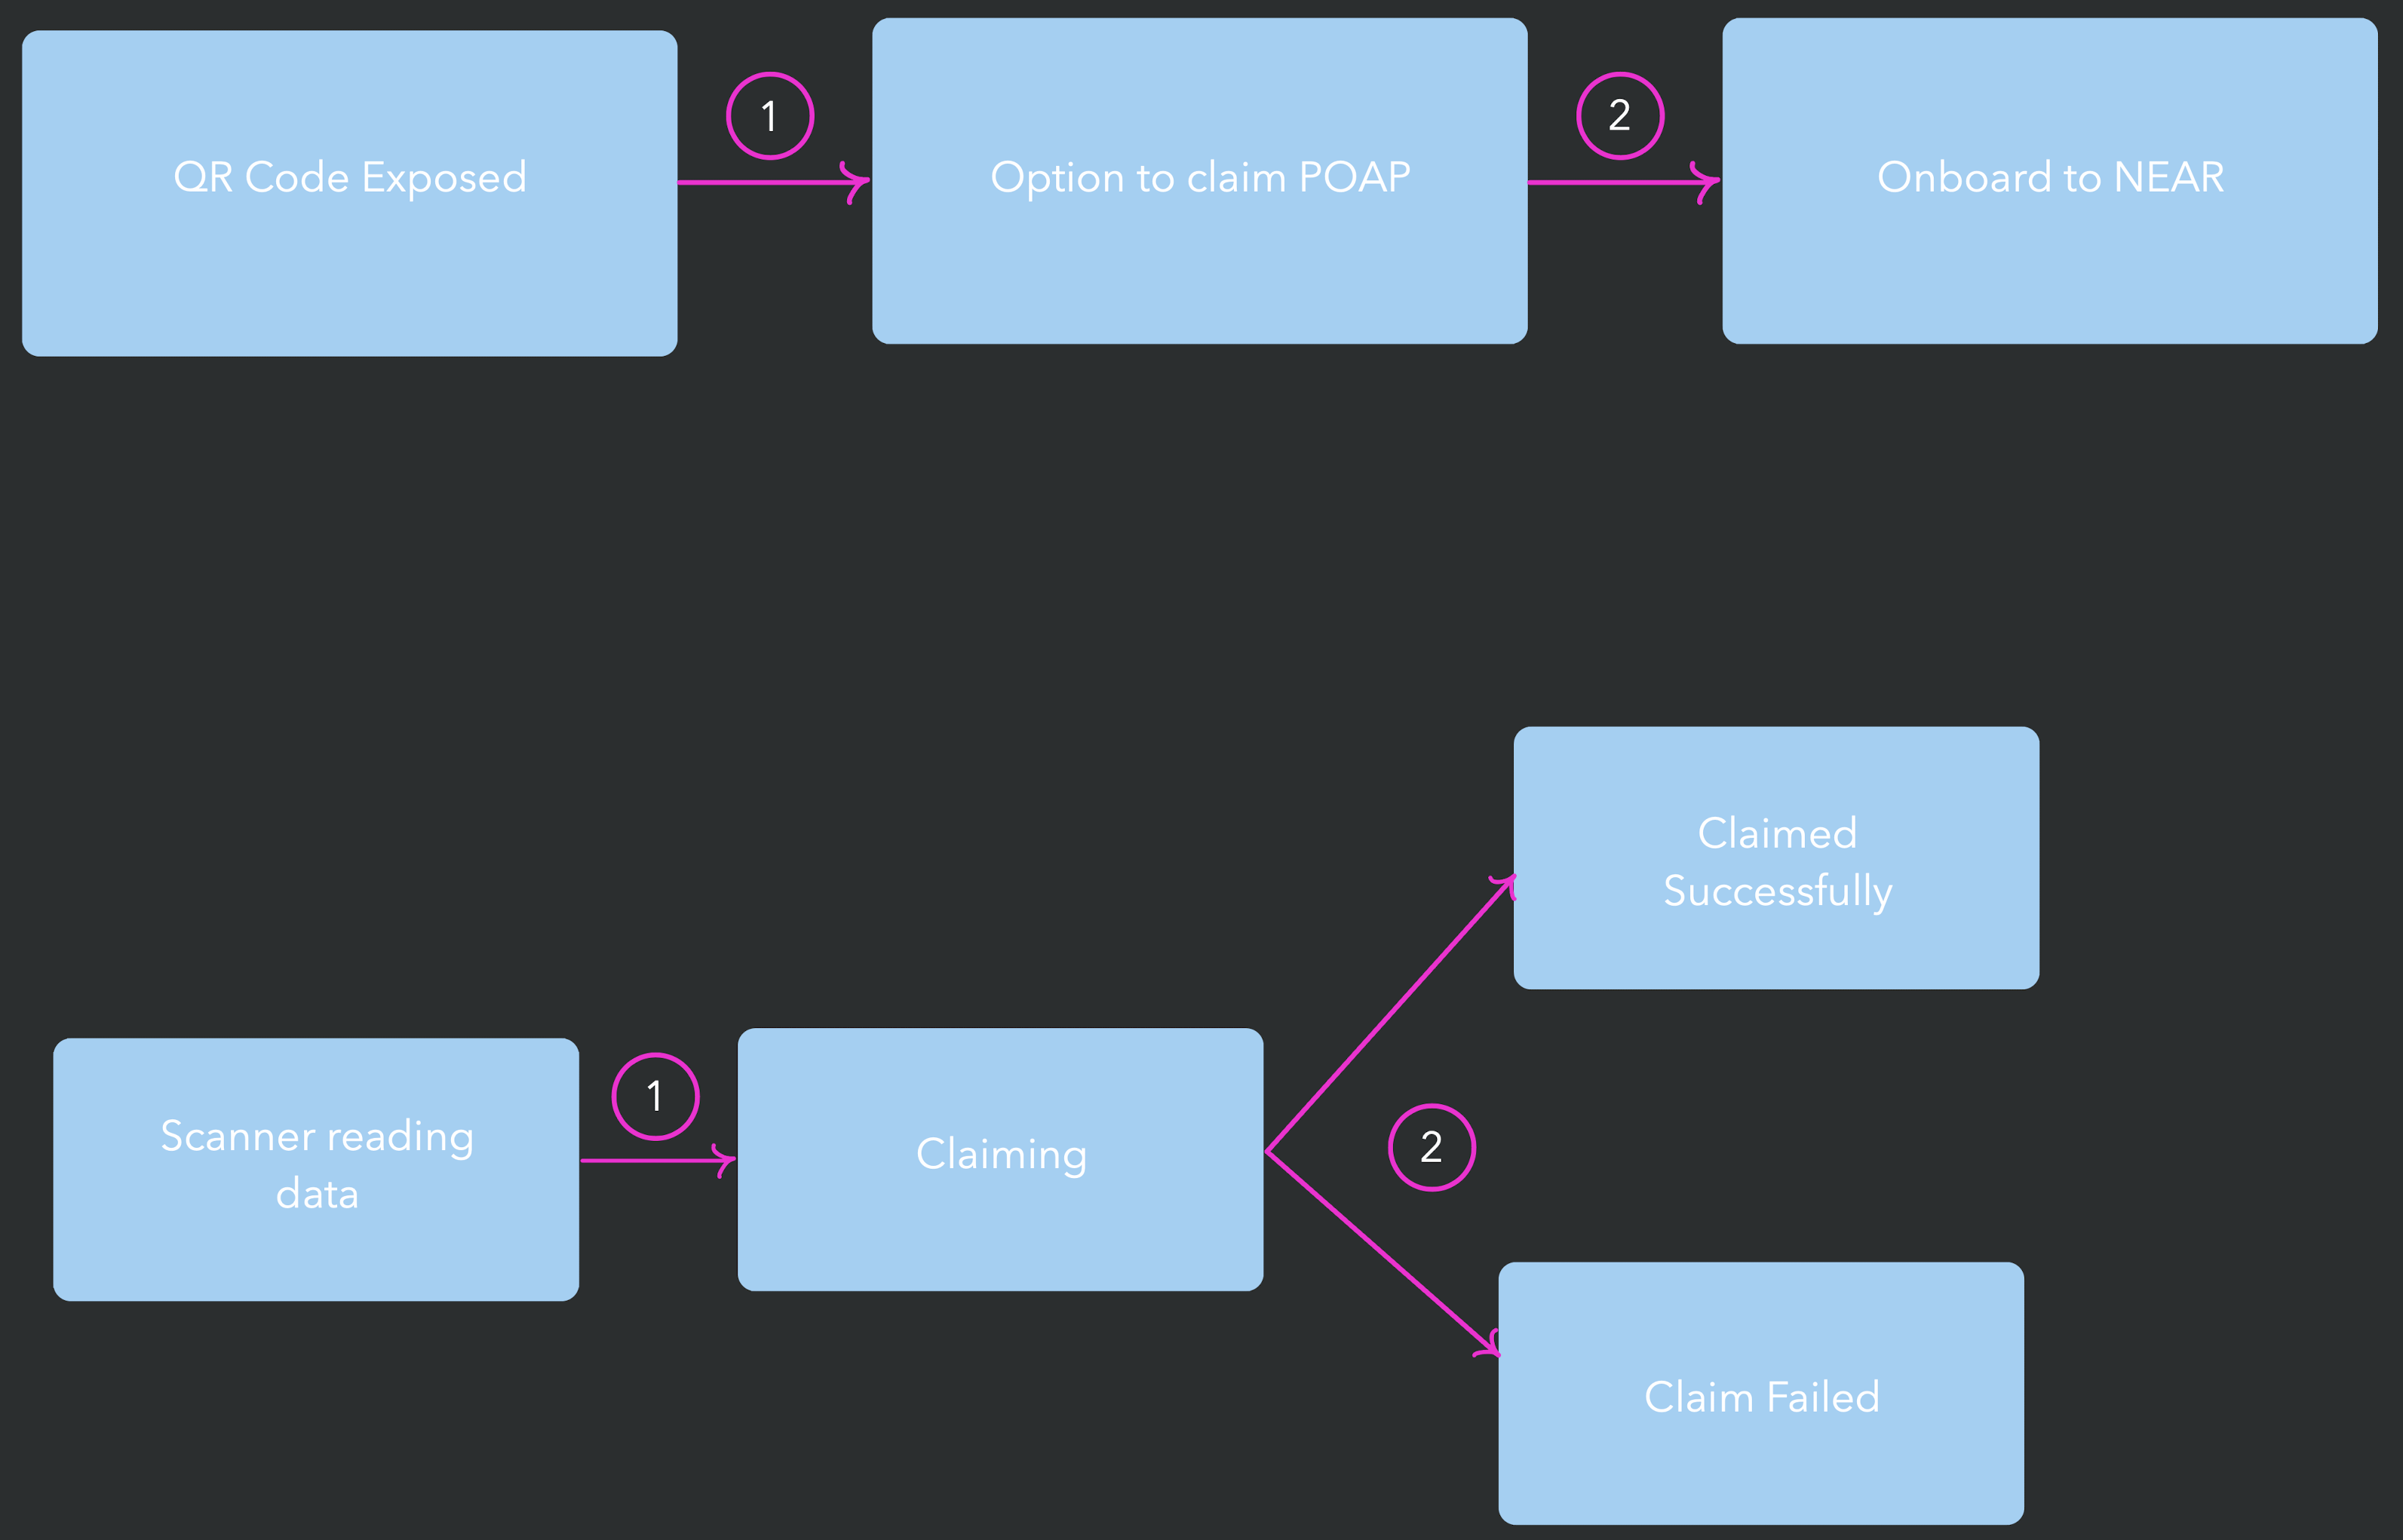 QR Code Exposed
1
Option to claim POAP
2
Onboard to NEAR
Scanner reading
data
1
Claiming
2
Claimed
Successfully
Claim Failed